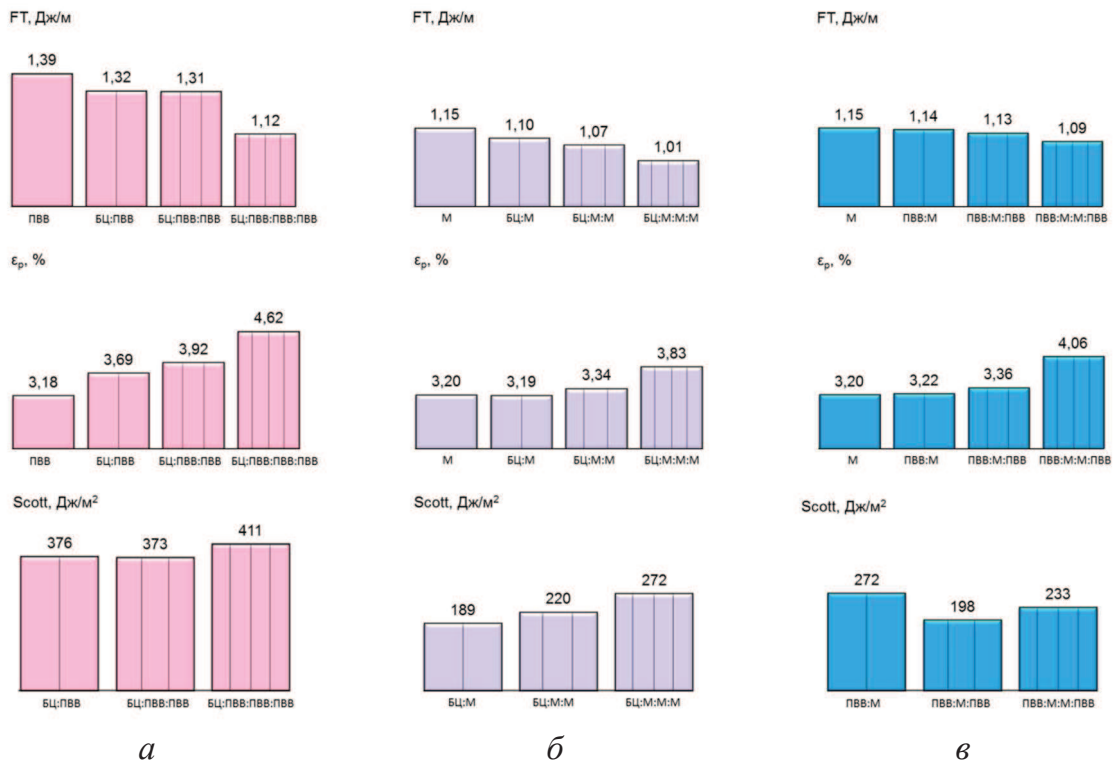 FT, Дж/м
1,39
1,32
1,31
1,12
ПВВ
БЦ:ПВВ
БЦ:ПВВ:ПВВ
БЦ:ПВВ:ПВВ:ПВВ
FT, Дж/м
1,15
1,10
1,07
1,01
М
БЦ:М
БЦ:М:М
БЦ:М:М:М
FT, Дж/м
1,15
1,14
1,13
1,09
М
ПВВ:М
ПВВ:М:ПВВ
ПВВ:М:М:ПВВ
εр, %
3,18
3,69
3,92
4,62
ПВВ
БЦ:ПВВ
БЦ:ПВВ:ПВВ
БЦ:ПВВ:ПВВ:ПВВ
εр, %
3,20
3,19
3,34
3,83
М
БЦ:М
БЦ:М:М
БЦ:М:М:М
εр, %
3,20
3,22
3,36
4,06
М
ПВВ:М
ПВВ:М:ПВВ
ПВВ:М:М:ПВВ
Scott, Дж/м²
376
373
411
БЦ:ПВВ
БЦ:ПВВ:ПВВ
БЦ:ПВВ:ПВВ:ПВВ
Scott, Дж/м²
189
220
272
БЦ:М
БЦ:М:М
БЦ:М:М:М
Scott, Дж/м²
272
198
233
ПВВ:М
ПВВ:М:ПВВ
ПВВ:М:М:ПВВ
а
б
в